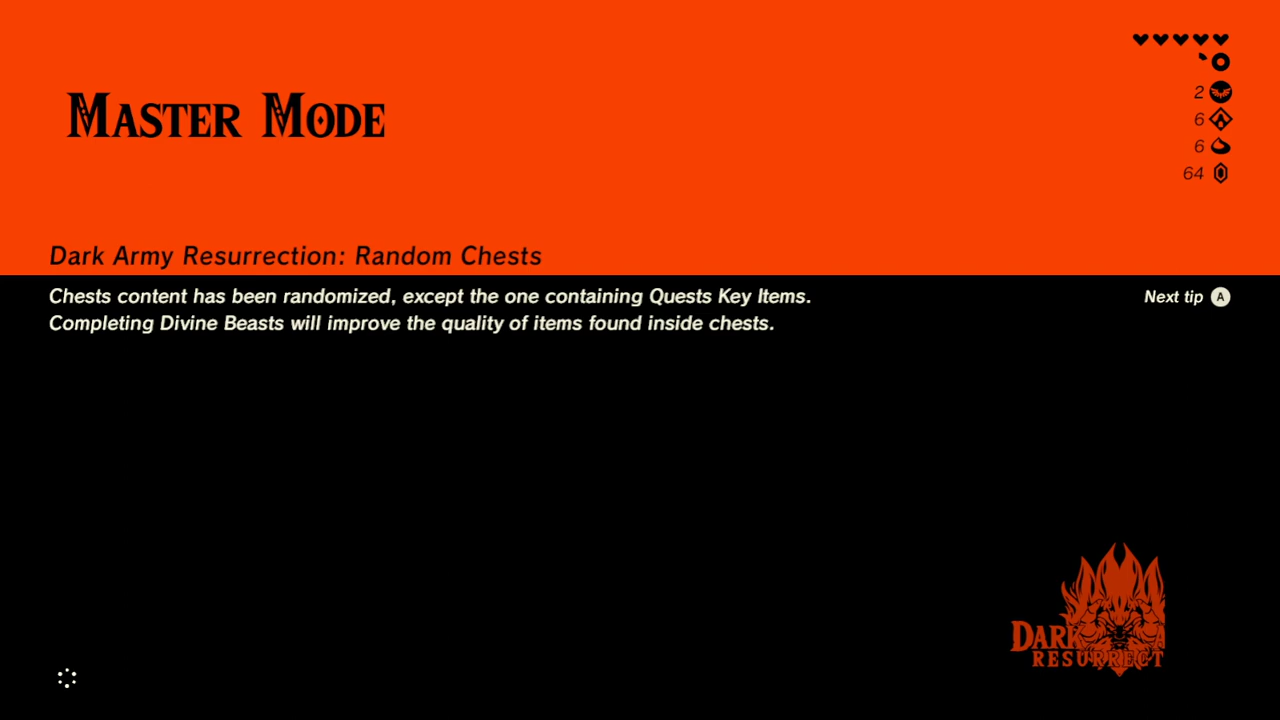 Master Mode
2
6
6
64
Dark Army Resurrection: Random Chests
Chests content has been randomized, except the one containing Quests Key Items.
Completing Divine Beasts will improve the quality of items found inside chests.
Next tip A
Dark
RESURRECT